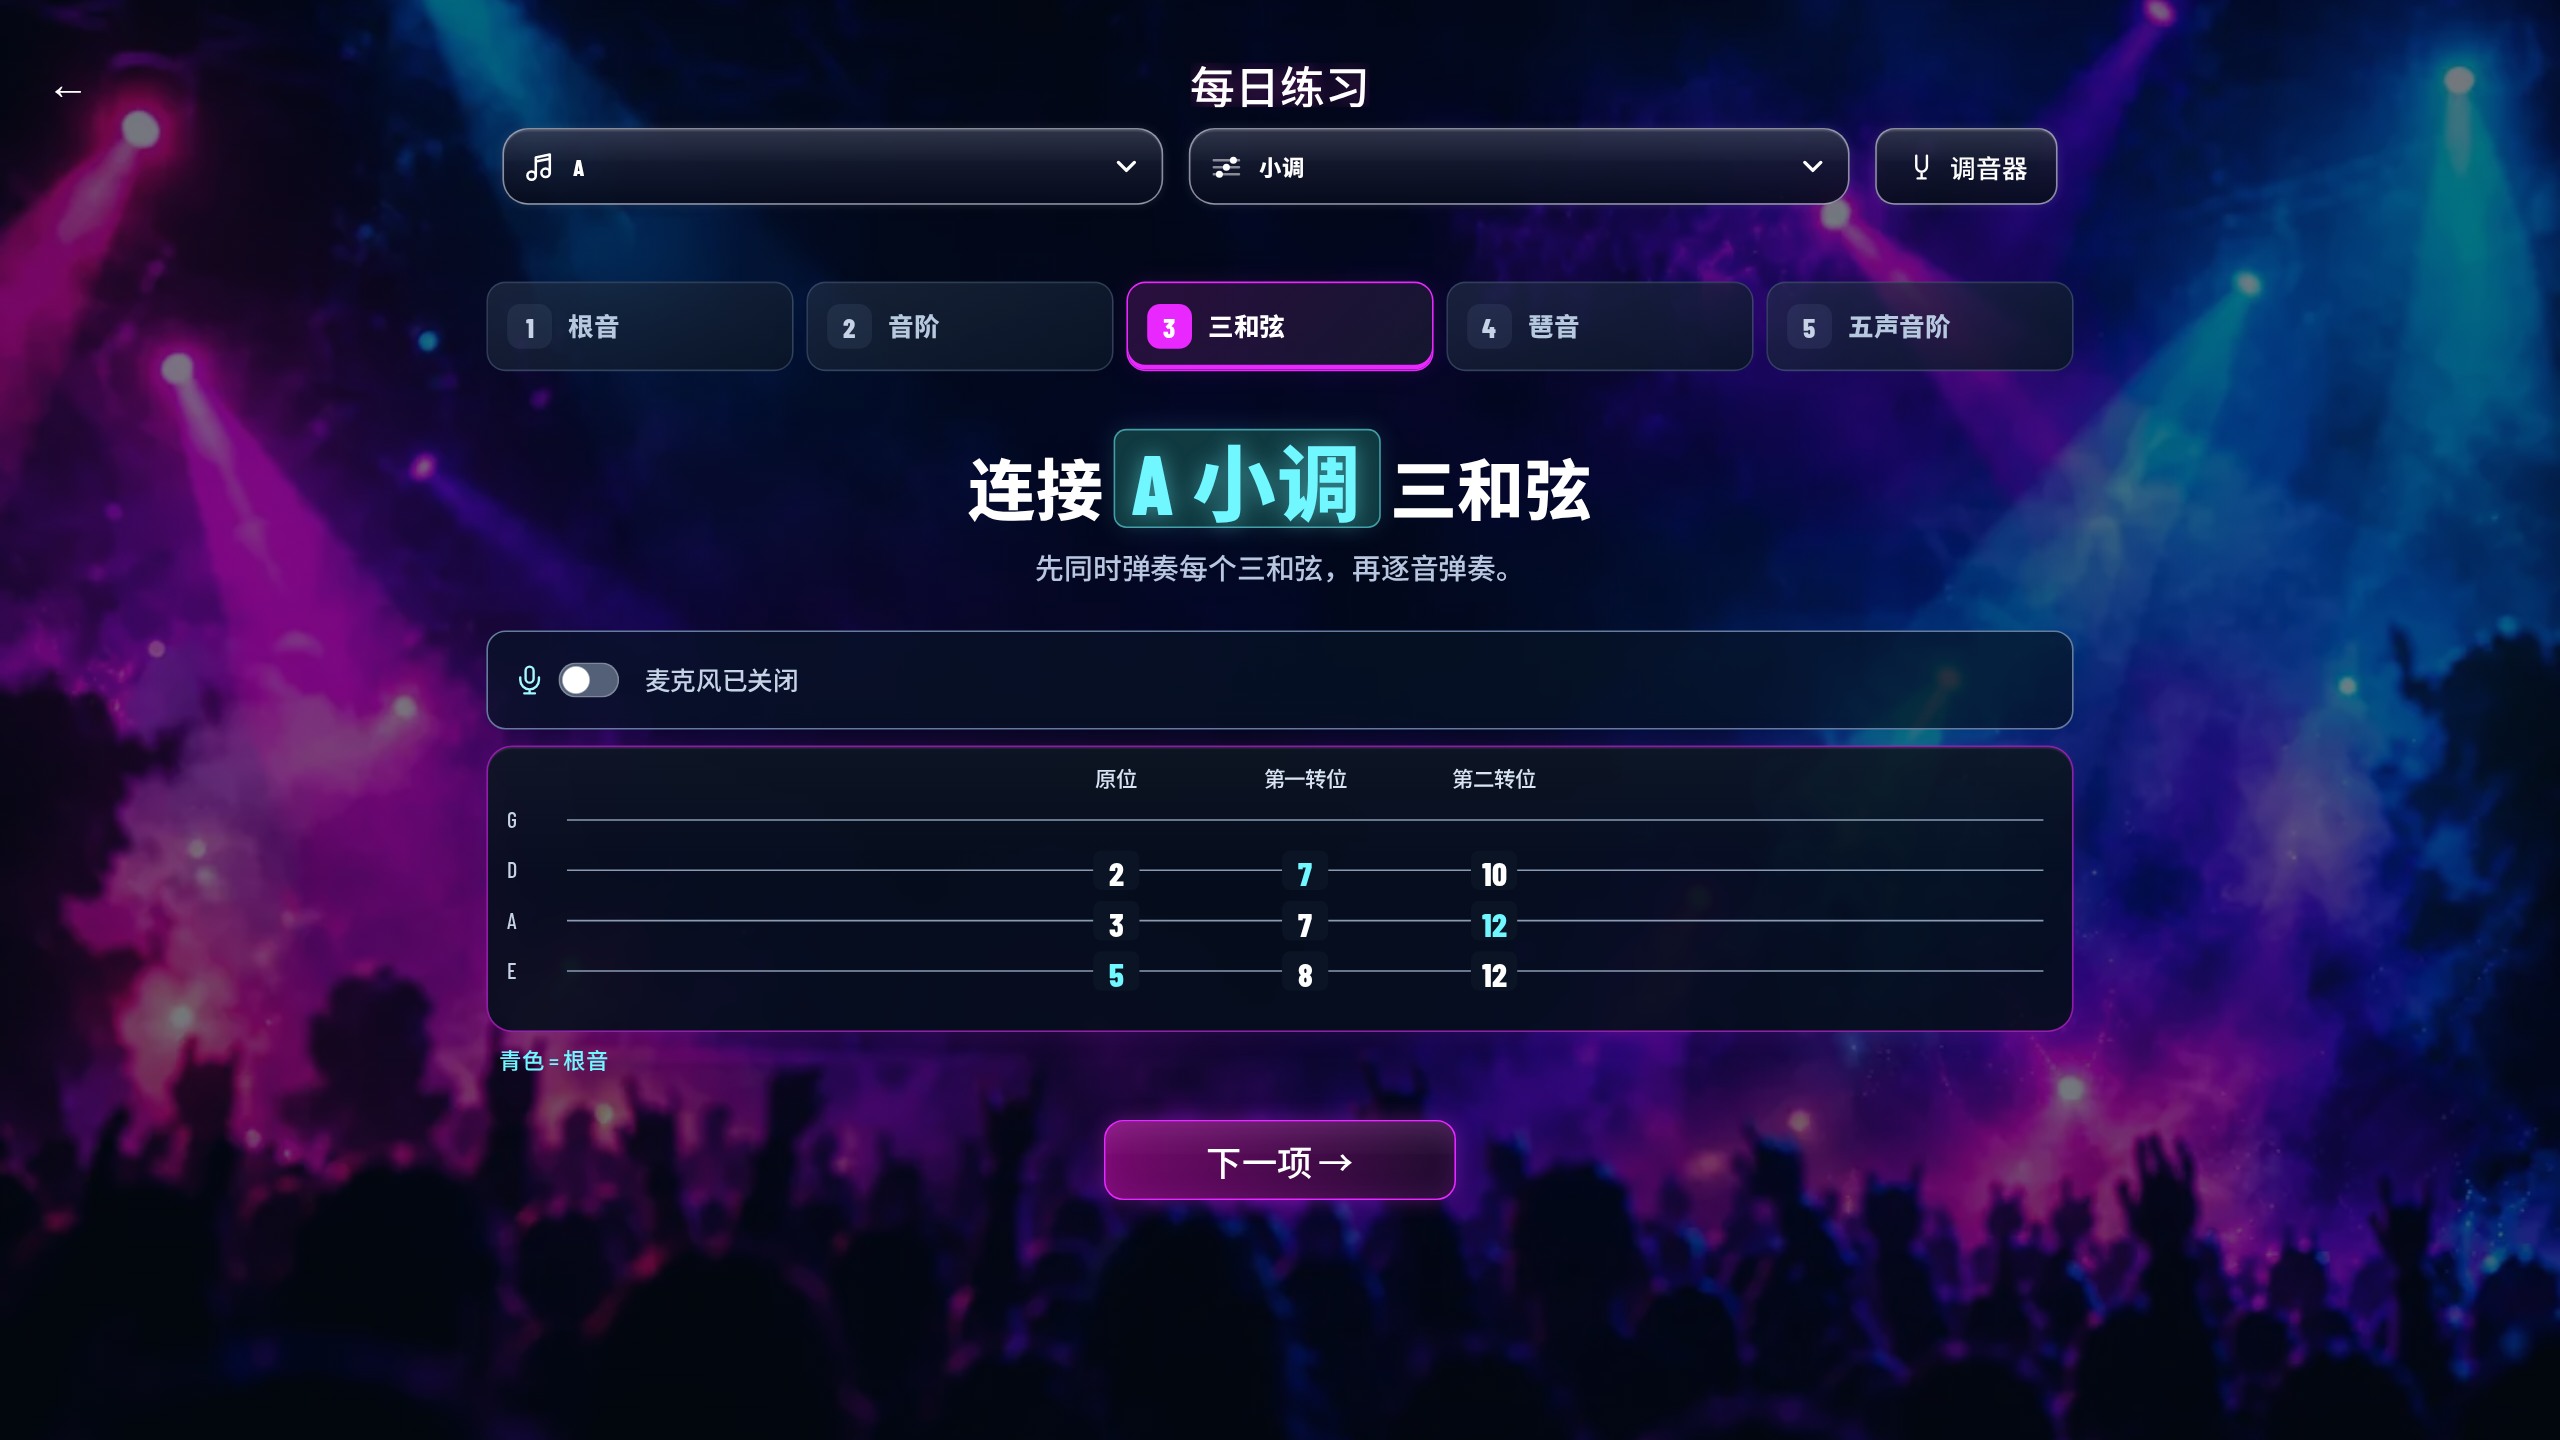 ←
每日练习
A
小调
调音器
1 根音
2 音阶
3 三和弦
4 琶音
5 五声音阶
连接 A 小调 三和弦
先同时弹奏每个三和弦，再逐音弹奏。
麦克风已关闭
原位 第一转位 第二转位
G
D 2 7 10
A 3 7 12
E 5 8 12
青色 = 根音
下一项 →